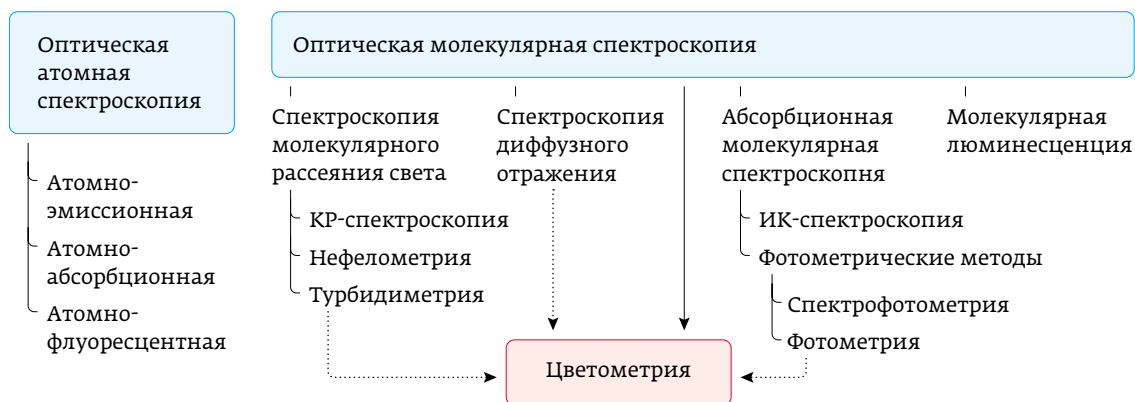 Оптическая
атомная
спектроскопия
Атомно-
эмиссионная
Атомно-
абсорбционная
Атомно-
флуоресцентная
Оптическая молекулярная спектроскопия
Спектроскопия
молекулярного
рассеяния света
КР-спектроскопия
Нефелометрия
Турбидиметрия
Спектроскопия
диффузного
отражения
Абсорбционная
молекулярная
спектроскопня
ИК-спектроскопия
Фотометрические методы
Спектрофотометрия
Фотометрия
Молекулярная
люминесценция
Цветометрия